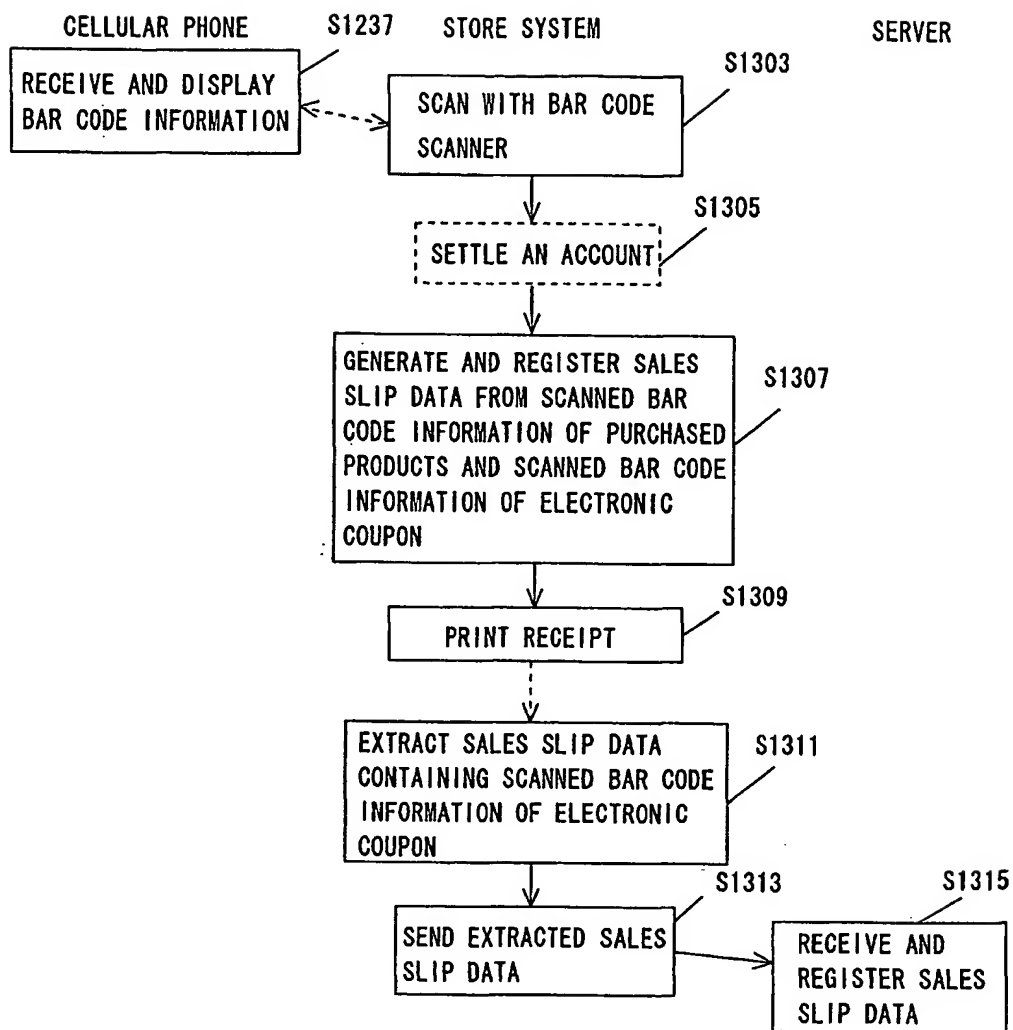 CELLULAR PHONE
S1237
STORE SYSTEM
SERVER
RECEIVE AND DISPLAY
BAR CODE INFORMATION
S1303
SCAN WITH BAR CODE
SCANNER
S1305
SETTLE AN ACCOUNT
S1307
GENERATE AND REGISTER SALES
SLIP DATA FROM SCANNED BAR
CODE INFORMATION OF PURCHASED
PRODUCTS AND SCANNED BAR CODE
INFORMATION OF ELECTRONIC
COUPON
S1309
PRINT RECEIPT
S1311
EXTRACT SALES SLIP DATA
CONTAINING SCANNED BAR CODE
INFORMATION OF ELECTRONIC
COUPON
S1313
SEND EXTRACTED SALES
SLIP DATA
S1315
RECEIVE AND
REGISTER SALES
SLIP DATA